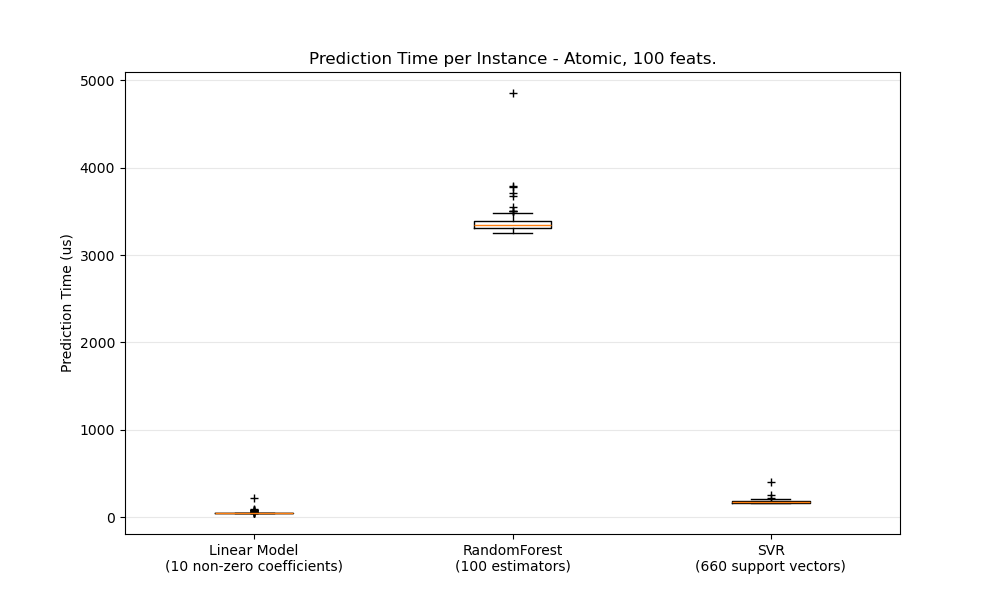 Prediction Time per Instance - Atomic, 100 feats.
Prediction Time (us)
5000
4000
3000
2000
1000
0
Linear Model
(10 non-zero coefficients)
RandomForest
(100 estimators)
SVR
(660 support vectors)